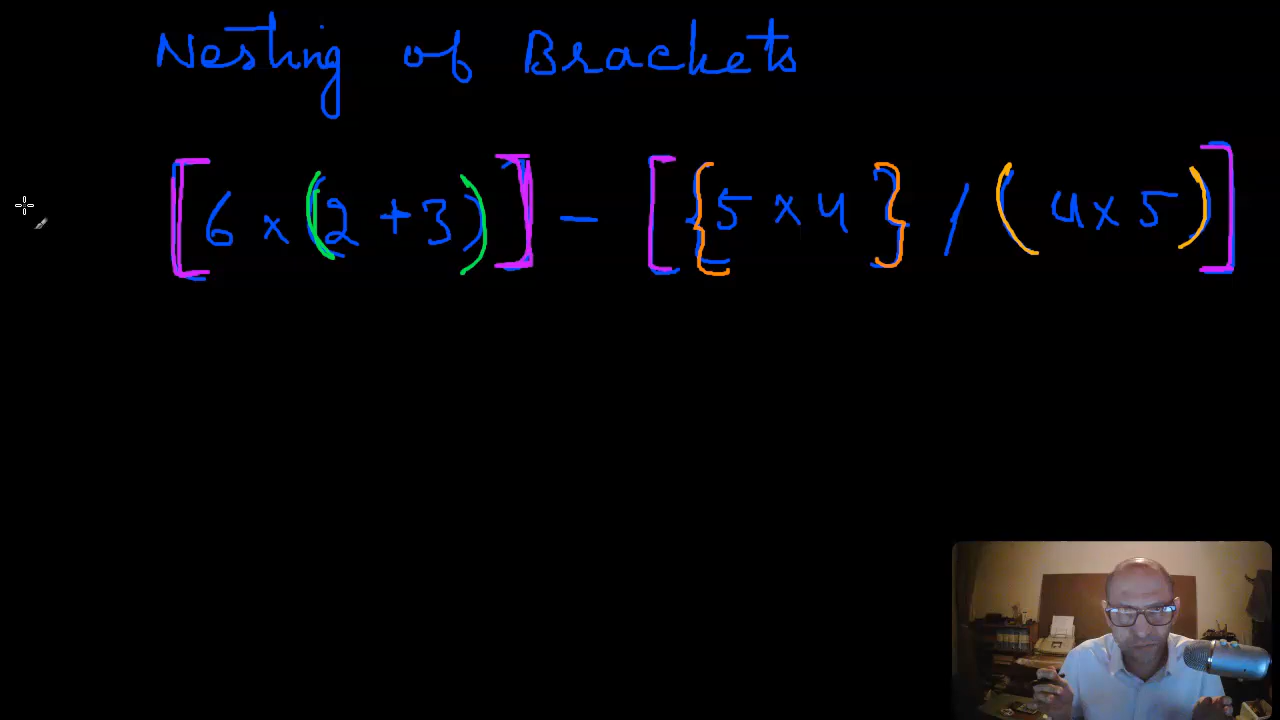 Nesting of Brackets
[6 × (2 + 3)] − [{5 × 4} / (4 × 5)]